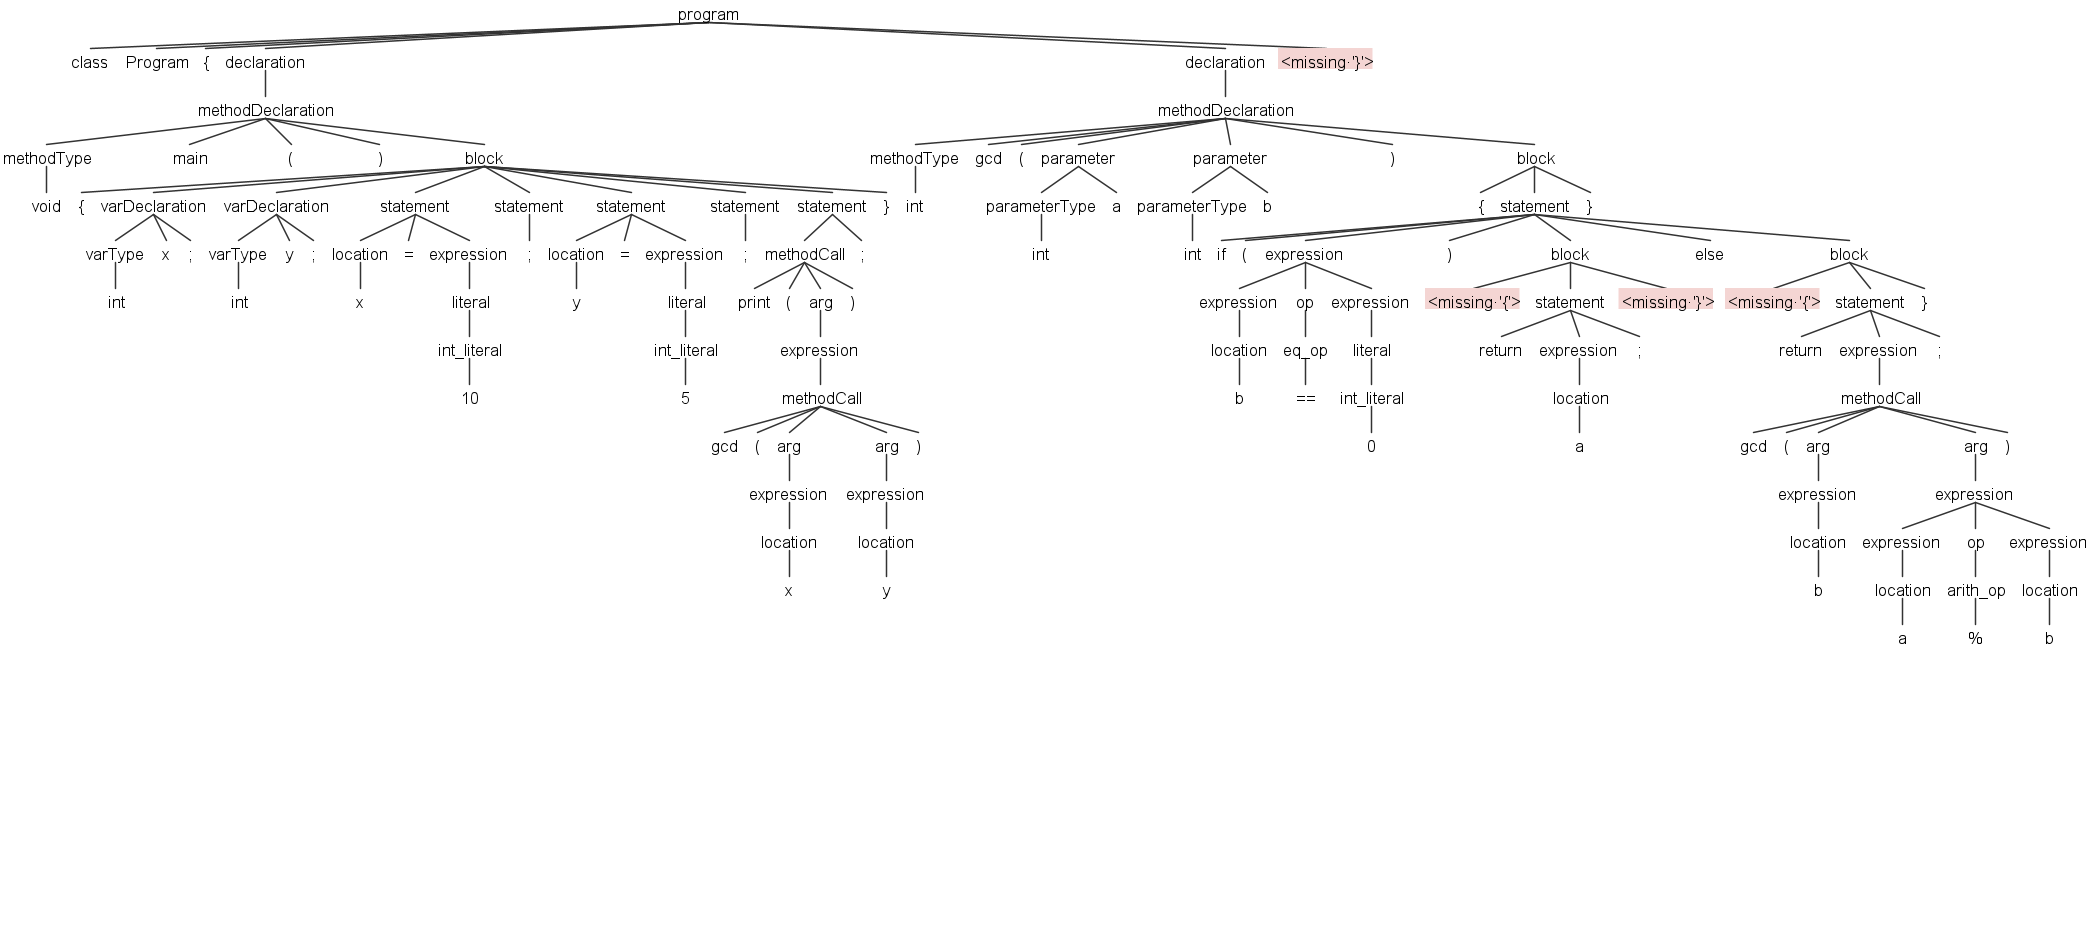 program
class Program { declaration declaration <missing·'}'>
methodDeclaration methodDeclaration
methodType main ( ) block methodType gcd ( parameter parameter ) block
void { varDeclaration varDeclaration statement statement statement statement statement } int parameterType a parameterType b { statement }
varType x ; varType y ; location = expression ; location = expression ; methodCall ; int int if ( expression ) block else block
int int x literal y literal print ( arg ) expression op expression <missing·'{'> statement <missing·'}'> <missing·'{'> statement }
int_literal int_literal expression location eq_op literal return expression ; return expression ;
10 5 methodCall b == int_literal location methodCall
gcd ( arg arg ) 0 a gcd ( arg arg )
expression expression expression expression
location location location expression op expression
x y b location arith_op location
a % b